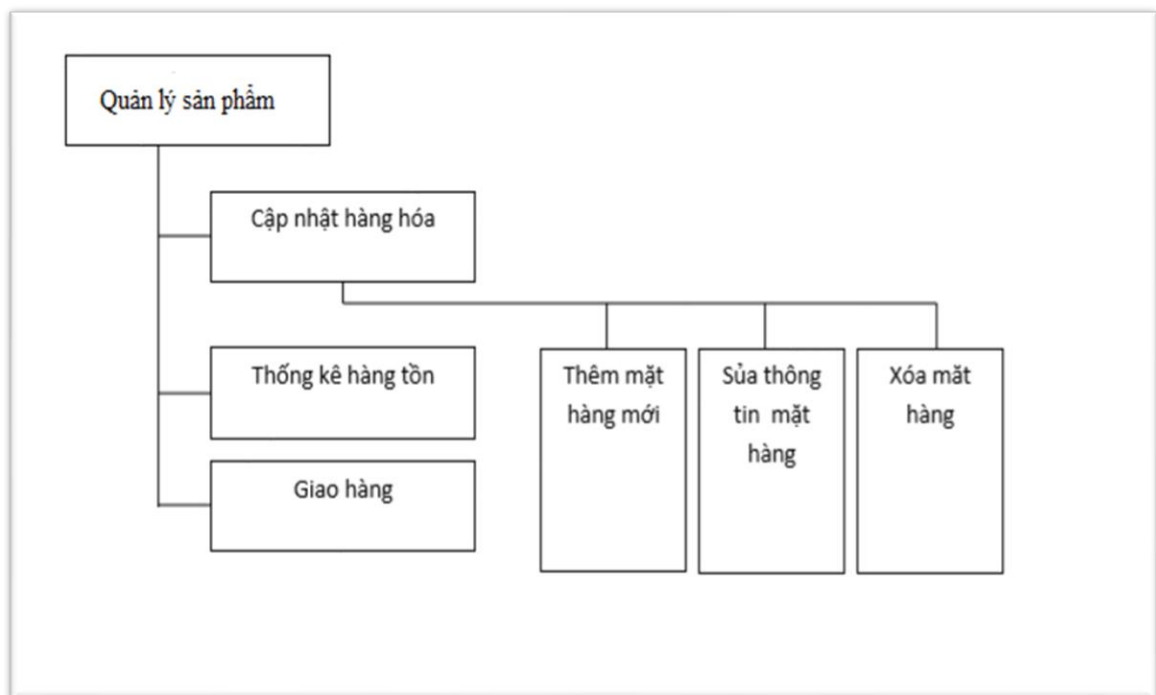 Quản lý sản phẩm
Cập nhật hàng hóa
Thống kê hàng tồn
Giao hàng
Thêm mặt
hàng mới
Sủa thông
tin mặt
hàng
Xóa măt
hàng